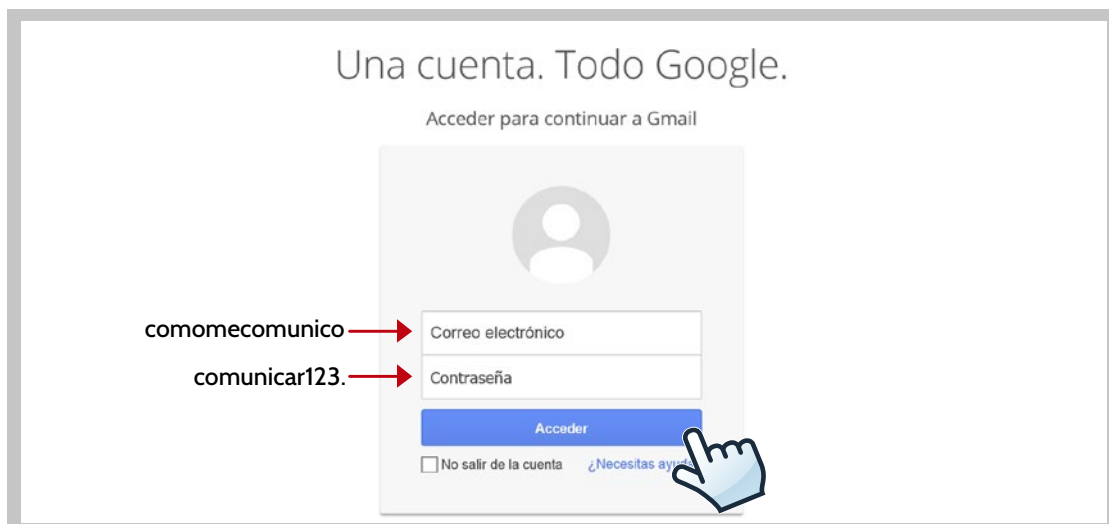 Una cuenta. Todo Google.
Acceder para continuar a Gmail
comomecomunico
Correo electrónico
comunicar123.
Contraseña
Acceder
No salir de la cuenta
¿Necesitas